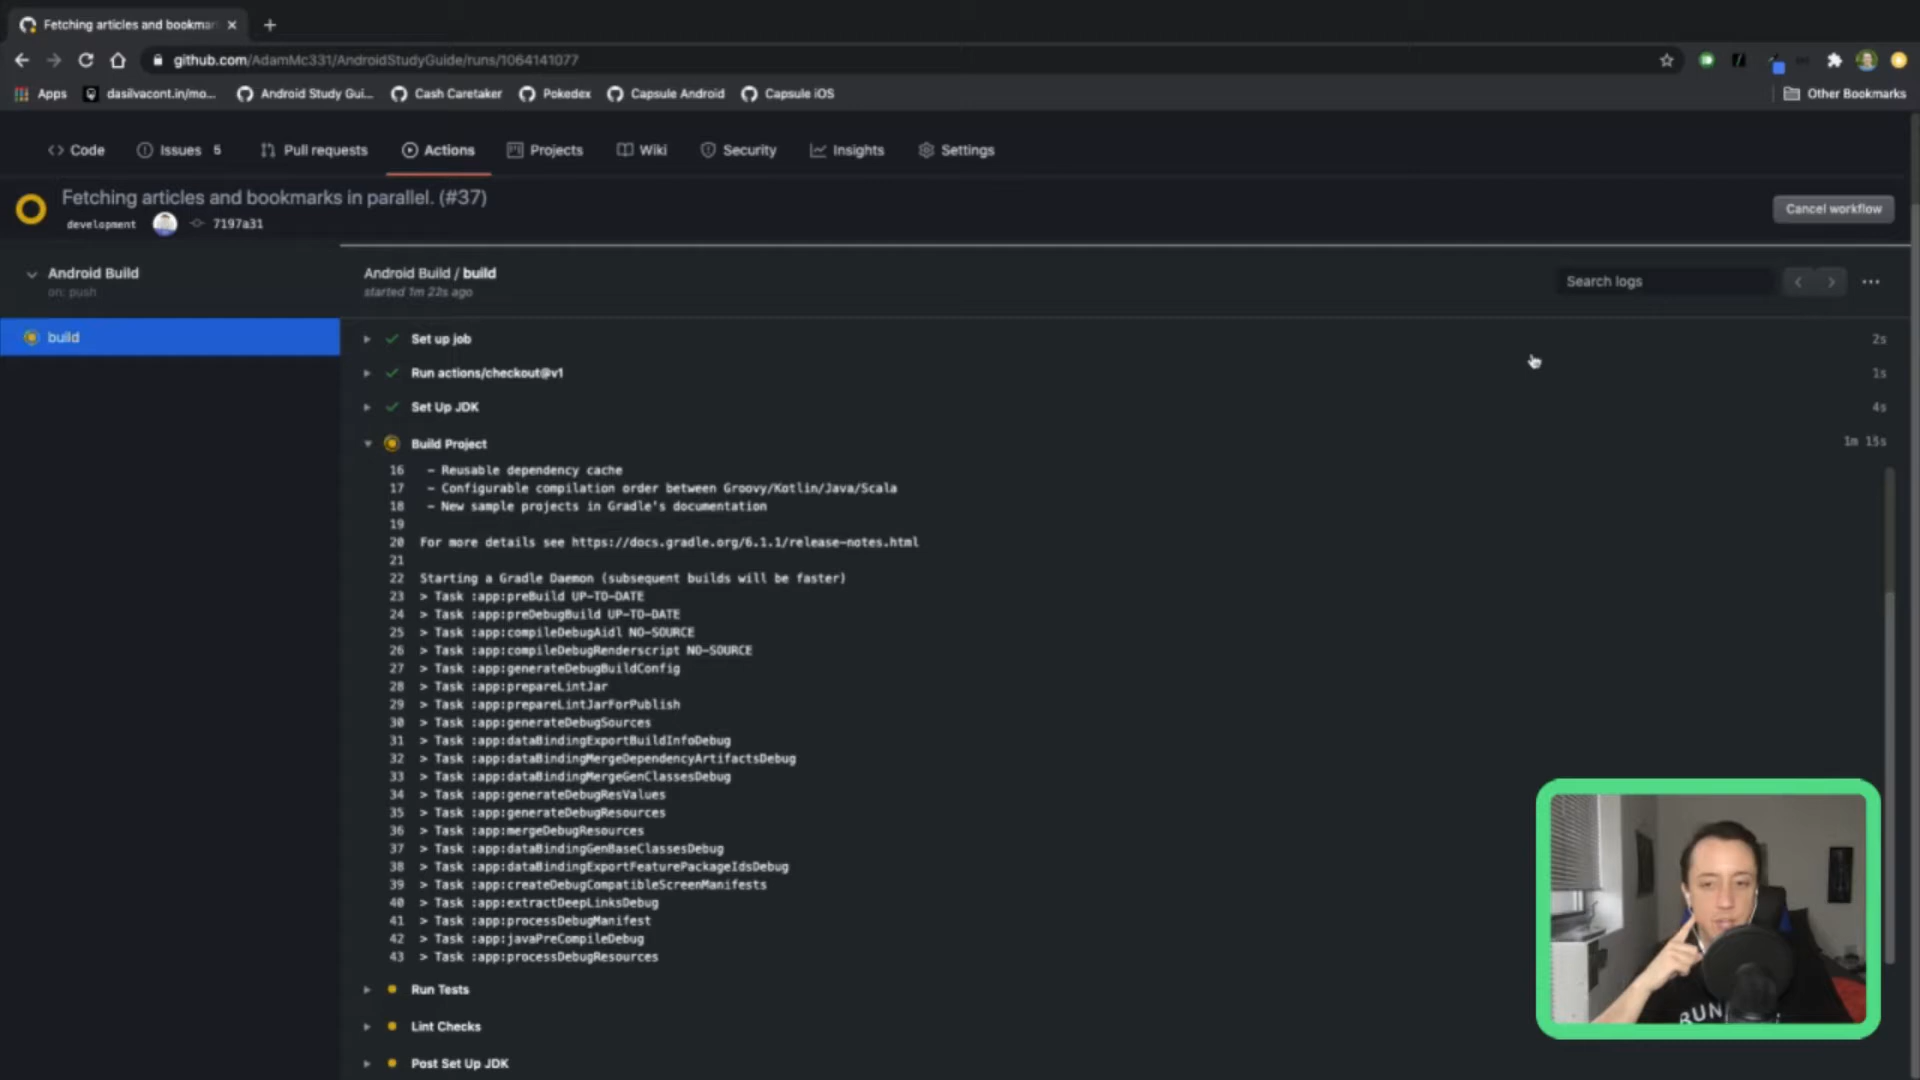 Fetching articles and bookmar
github.com/AdamMc331/AndroidStudyGuide/runs/1064141077
Apps dasilvacont.in/mo... Android Study Gui... Cash Caretaker Pokedex Capsule Android Capsule iOS Other Bookmarks
Code Issues 5 Pull requests Actions Projects Wiki Security Insights Settings
Fetching articles and bookmarks in parallel. (#37)
development 7197a31
Cancel workflow
Android Build
on: push
build
Android Build / build
started 1m 22s ago
Search logs
Set up job 2s
Run actions/checkout@v1 1s
Set Up JDK 4s
Build Project 1m 15s
16 - Reusable dependency cache
17 - Configurable compilation order between Groovy/Kotlin/Java/Scala
18 - New sample projects in Gradle's documentation
19
20 For more details see https://docs.gradle.org/6.1.1/release-notes.html
21
22 Starting a Gradle Daemon (subsequent builds will be faster)
23 > Task :app:preBuild UP-TO-DATE
24 > Task :app:preDebugBuild UP-TO-DATE
25 > Task :app:compileDebugAidl NO-SOURCE
26 > Task :app:compileDebugRenderscript NO-SOURCE
27 > Task :app:generateDebugBuildConfig
28 > Task :app:prepareLintJar
29 > Task :app:prepareLintJarForPublish
30 > Task :app:generateDebugSources
31 > Task :app:dataBindingExportBuildInfoDebug
32 > Task :app:dataBindingMergeDependencyArtifactsDebug
33 > Task :app:dataBindingMergeGenClassesDebug
34 > Task :app:generateDebugResValues
35 > Task :app:generateDebugResources
36 > Task :app:mergeDebugResources
37 > Task :app:dataBindingGenBaseClassesDebug
38 > Task :app:dataBindingExportFeaturePackageIdsDebug
39 > Task :app:createDebugCompatibleScreenManifests
40 > Task :app:extractDeepLinksDebug
41 > Task :app:processDebugManifest
42 > Task :app:javaPreCompileDebug
43 > Task :app:processDebugResources
Run Tests
Lint Checks
Post Set Up JDK
RUN